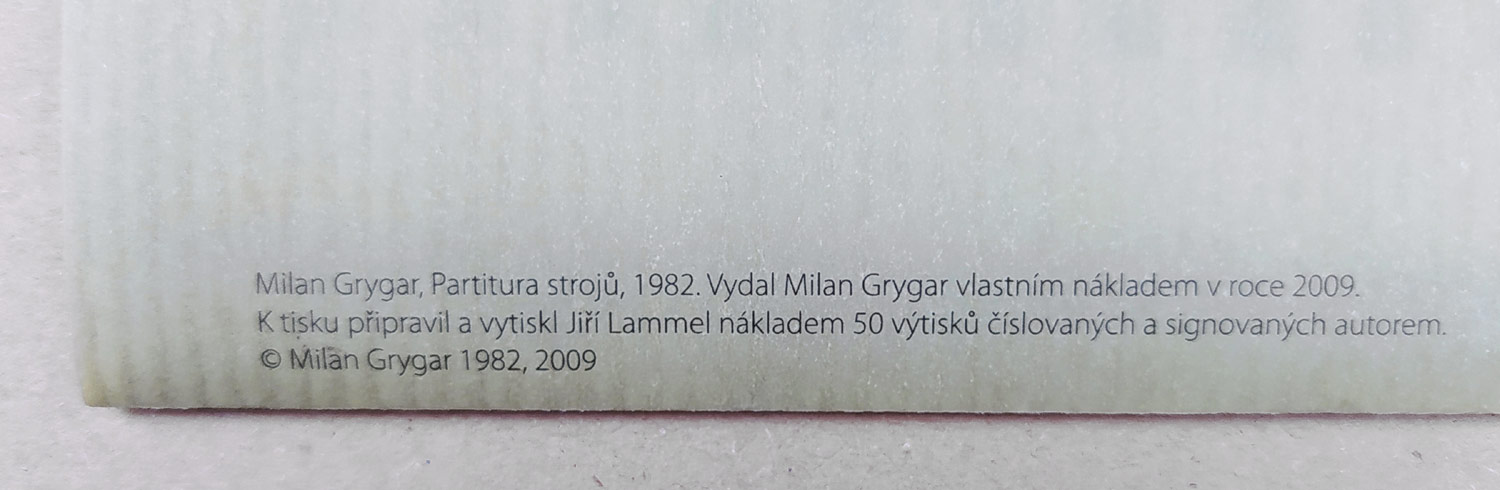 Milan Grygar, Partitura strojů, 1982. Vydal Milan Grygar vlastním nákladem v roce 2009.
K tisku připravil a vytiskl Jiří Lammel nákladem 50 výtisků číslovaných a signovaných autorem.
© Milan Grygar 1982, 2009